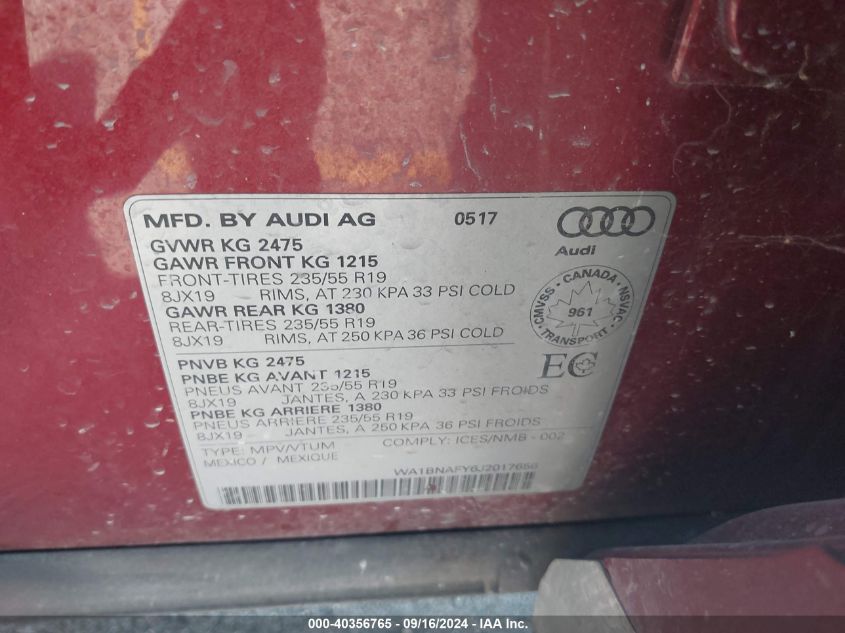 MFD. BY AUDI AG 0517
Audi
GVWR KG 2475
GAWR FRONT KG 1215
FRONT-TIRES 235/55 R19
8JX19 RIMS, AT 230 KPA 33 PSI COLD
GAWR REAR KG 1380
REAR-TIRES 235/55 R19
8JX19 RIMS, AT 250 KPA 36 PSI COLD
CMVSS - CANADA - NSVAC
961
TRANSPORT
EC
PNVB KG 2475
PNBE KG AVANT 1215
PNEUS AVANT 235/55 R19
8JX19 JANTES, A 230 KPA 33 PSI FROIDS
PNBE KG ARRIERE 1380
PNEUS ARRIERE 235/55 R19
8JX19 JANTES, A 250 KPA 36 PSI FROIDS
TYPE: MPV/VTUM COMPLY: ICES/NMB - 002
MEJICO / MEXIQUE
WA1BNAFY6J2017656
000-40356765 - 09/16/2024 - IAA Inc.